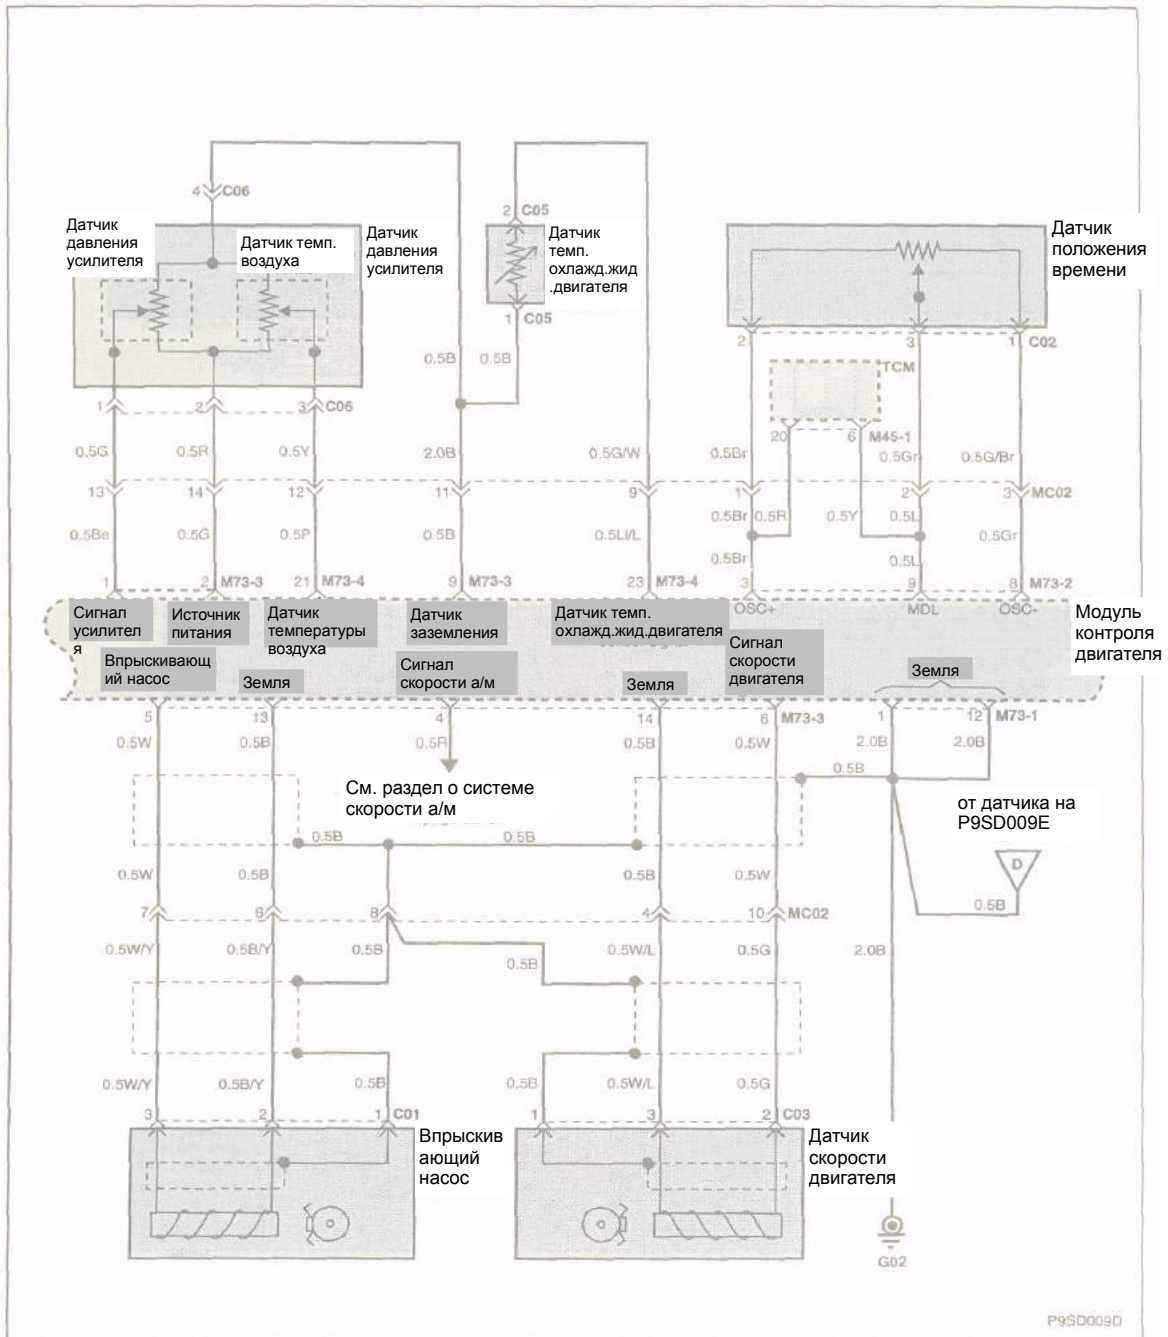 4 C06
2 C05
Датчик
давления
усилителя
Датчик темп.
воздуха
Датчик
давления
усилителя
Датчик
темп.
охлажд.жид
.двигателя
Датчик
положения
времени
1 C05
2 3 1 C02
0.5B 0.5B
TCM
1 2 3 C06
20 6 M45-1
0.5G 0.5R 0.5Y 2.0B 0.5G/W 0.5Br 0.5Gr 0.5G/Br
13 14 12 11 9 1 2 3 MC02
0.5Be 0.5G 0.5P 0.5B 0.5LI/L 0.5Br 0.5R 0.5Y 0.5L 0.5Gr
0.5Br 0.5L
1 2 M73-3 21 M73-4 9 M73-3 23 M73-4 3 9 8 M73-2
OSC+ MDL OSC-
Сигнал
усилител
я
Источник
питания
Датчик
температуры
воздуха
Датчик
заземления
Датчик темп.
охлажд.жид.двигателя
Модуль
контроля
двигателя
Впрыскивающ
ий насос
Земля
Сигнал
скорости а/м
Земля
Сигнал
скорости
двигателя
Земля
5 13 4 14 6 M73-3 1 12 M73-1
0.5W 0.5B 0.5R 0.5B 0.5W 2.0B 2.0B
0.5B
См. раздел о системе
скорости а/м
от датчика на
P9SD009E
0.5B 0.5B
D
0.5W 0.5B 0.5B 0.5W
0.5B
7 6 8 4 10 MC02
0.5W/Y 0.5B/Y 0.5B 0.5B 0.5W/L 0.5G 2.0B
0.5W/Y 0.5B/Y 0.5B 0.5B 0.5W/L 0.5G
3 2 1 C01 1 3 2 C03
Впрыскив
ающий
насос
Датчик
скорости
двигателя
G02
P9SD009D